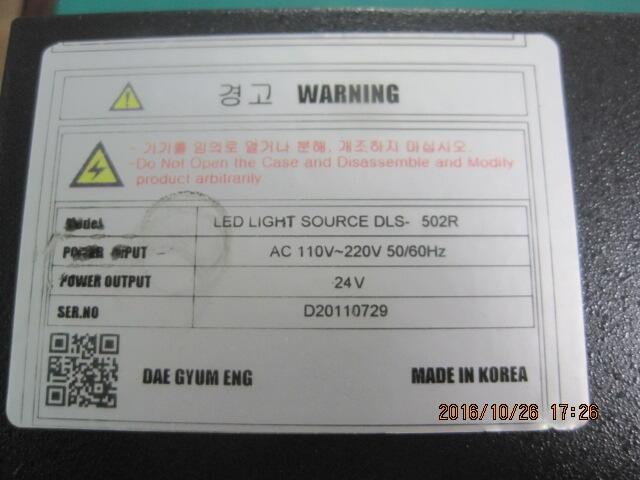 경고 WARNING
- 기기를 임의로 열거나 분해, 개조하지 마십시오.
-Do Not Open the Case and Disassemble and Modify
product arbitrarily
Model LED LIGHT SOURCE DLS- 502R
POWER INPUT AC 110V~220V 50/60Hz
POWER OUTPUT 24V
SER.NO D20110729
DAE GYUM ENG MADE IN KOREA
2016/10/26 17:26